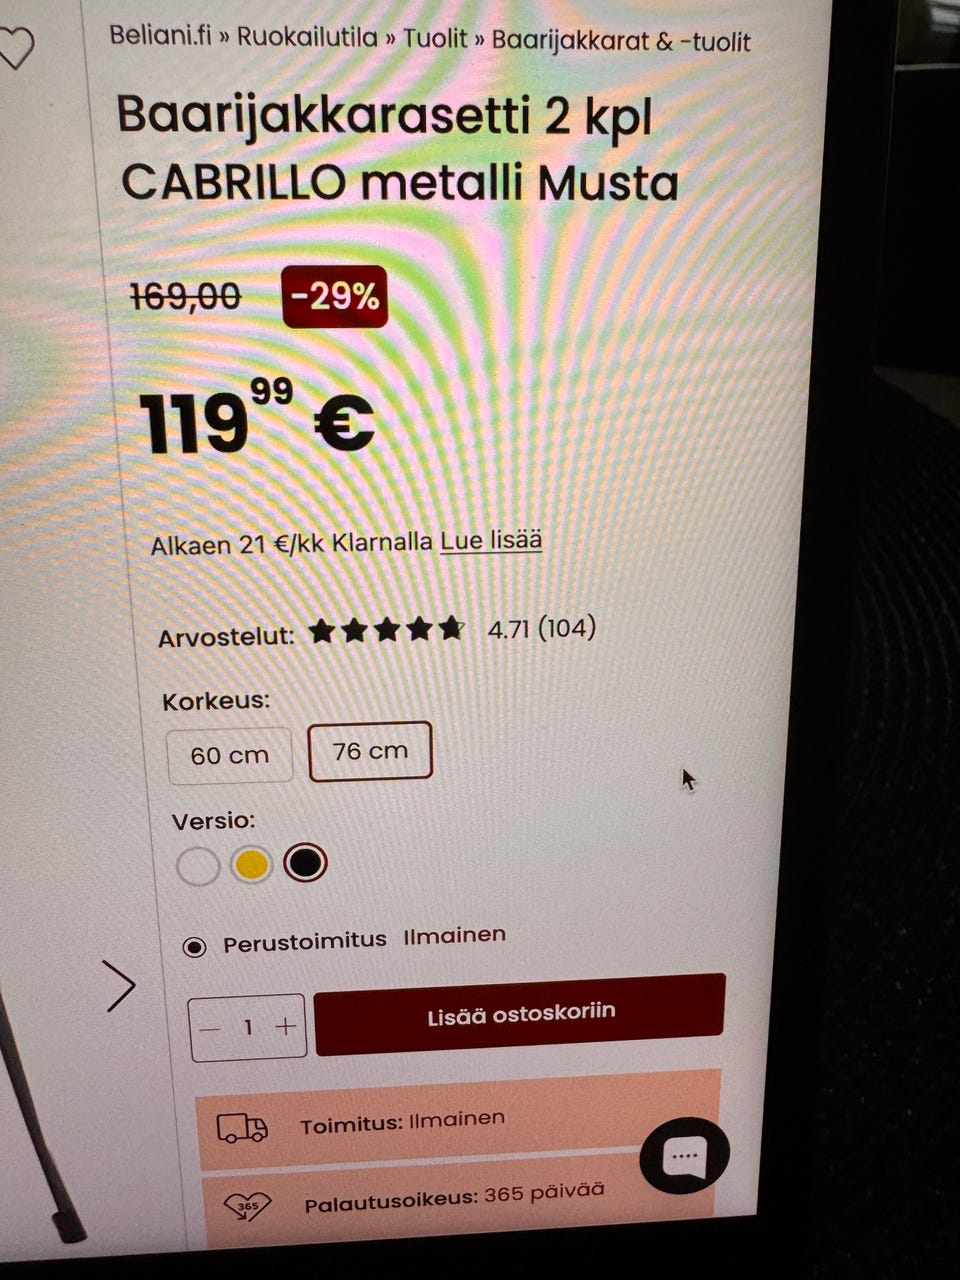 Beliani.fi » Ruokailutila » Tuolit » Baarijakkarat & -tuolit
Baarijakkarasetti 2 kpl
CABRILLO metalli Musta
169,00 -29%
119 99 €
Alkaen 21 €/kk Klarnalla Lue lisää
Arvostelut: 4.71 (104)
Korkeus:
60 cm 76 cm
Versio:
Perustoimitus Ilmainen
1 Lisää ostoskoriin
Toimitus: Ilmainen
365 Palautusoikeus: 365 päivää